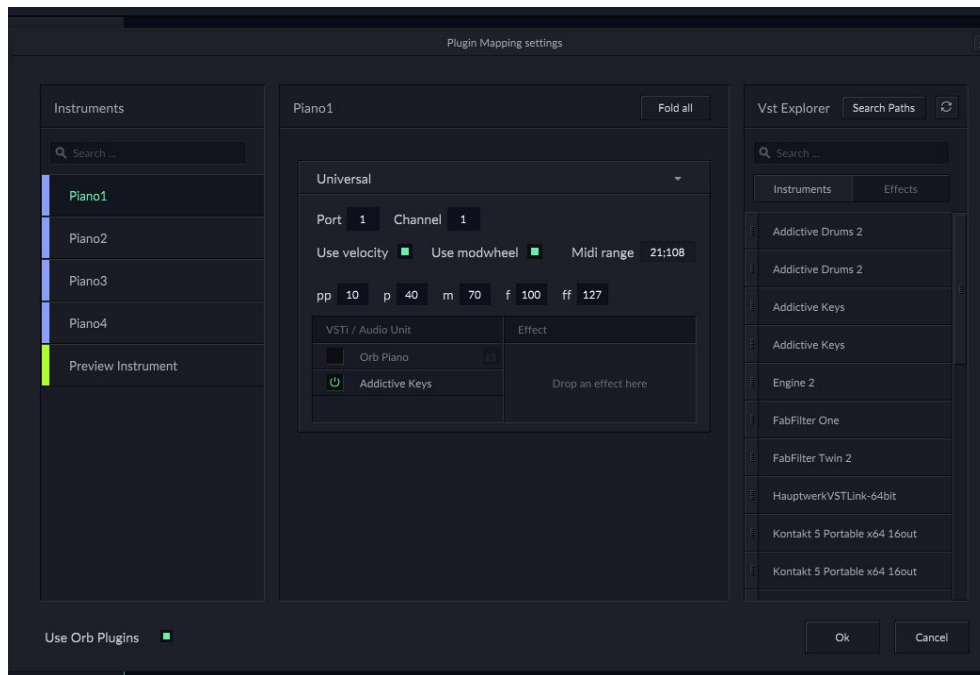 Plugin Mapping settings
Instruments
Search ...
Piano1
Piano2
Piano3
Piano4
Preview Instrument
Piano1
Fold all
Universal
Port 1 Channel 1
Use velocity Use modwheel Midi range 21;108
pp 10 p 40 m 70 f 100 ff 127
VSTi / Audio Unit Effect
Orb Piano
Addictive Keys
Drop an effect here
Vst Explorer Search Paths
Search ...
Instruments Effects
Addictive Drums 2
Addictive Drums 2
Addictive Keys
Addictive Keys
Engine 2
FabFilter One
FabFilter Twin 2
HauptwerkVSTLink-64bit
Kontakt 5 Portable x64 16out
Kontakt 5 Portable x64 16out
Use Orb Plugins
Ok Cancel